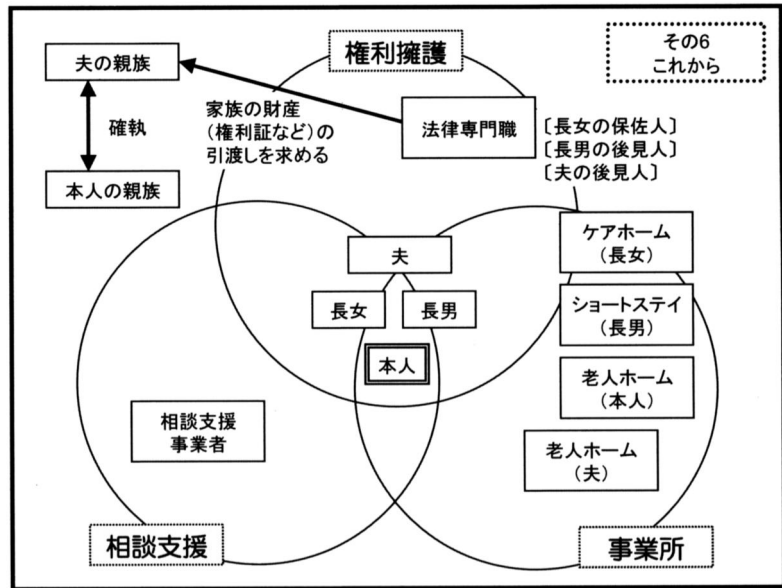 その6
これから
権利擁護
夫の親族
確執
本人の親族
家族の財産
(権利証など)の
引渡しを求める
法律専門職
〔長女の保佐人〕
〔長男の後見人〕
〔夫の後見人〕
夫
長女
長男
本人
ケアホーム
(長女)
ショートステイ
(長男)
老人ホーム
(本人)
老人ホーム
(夫)
相談支援
事業者
相談支援
事業所